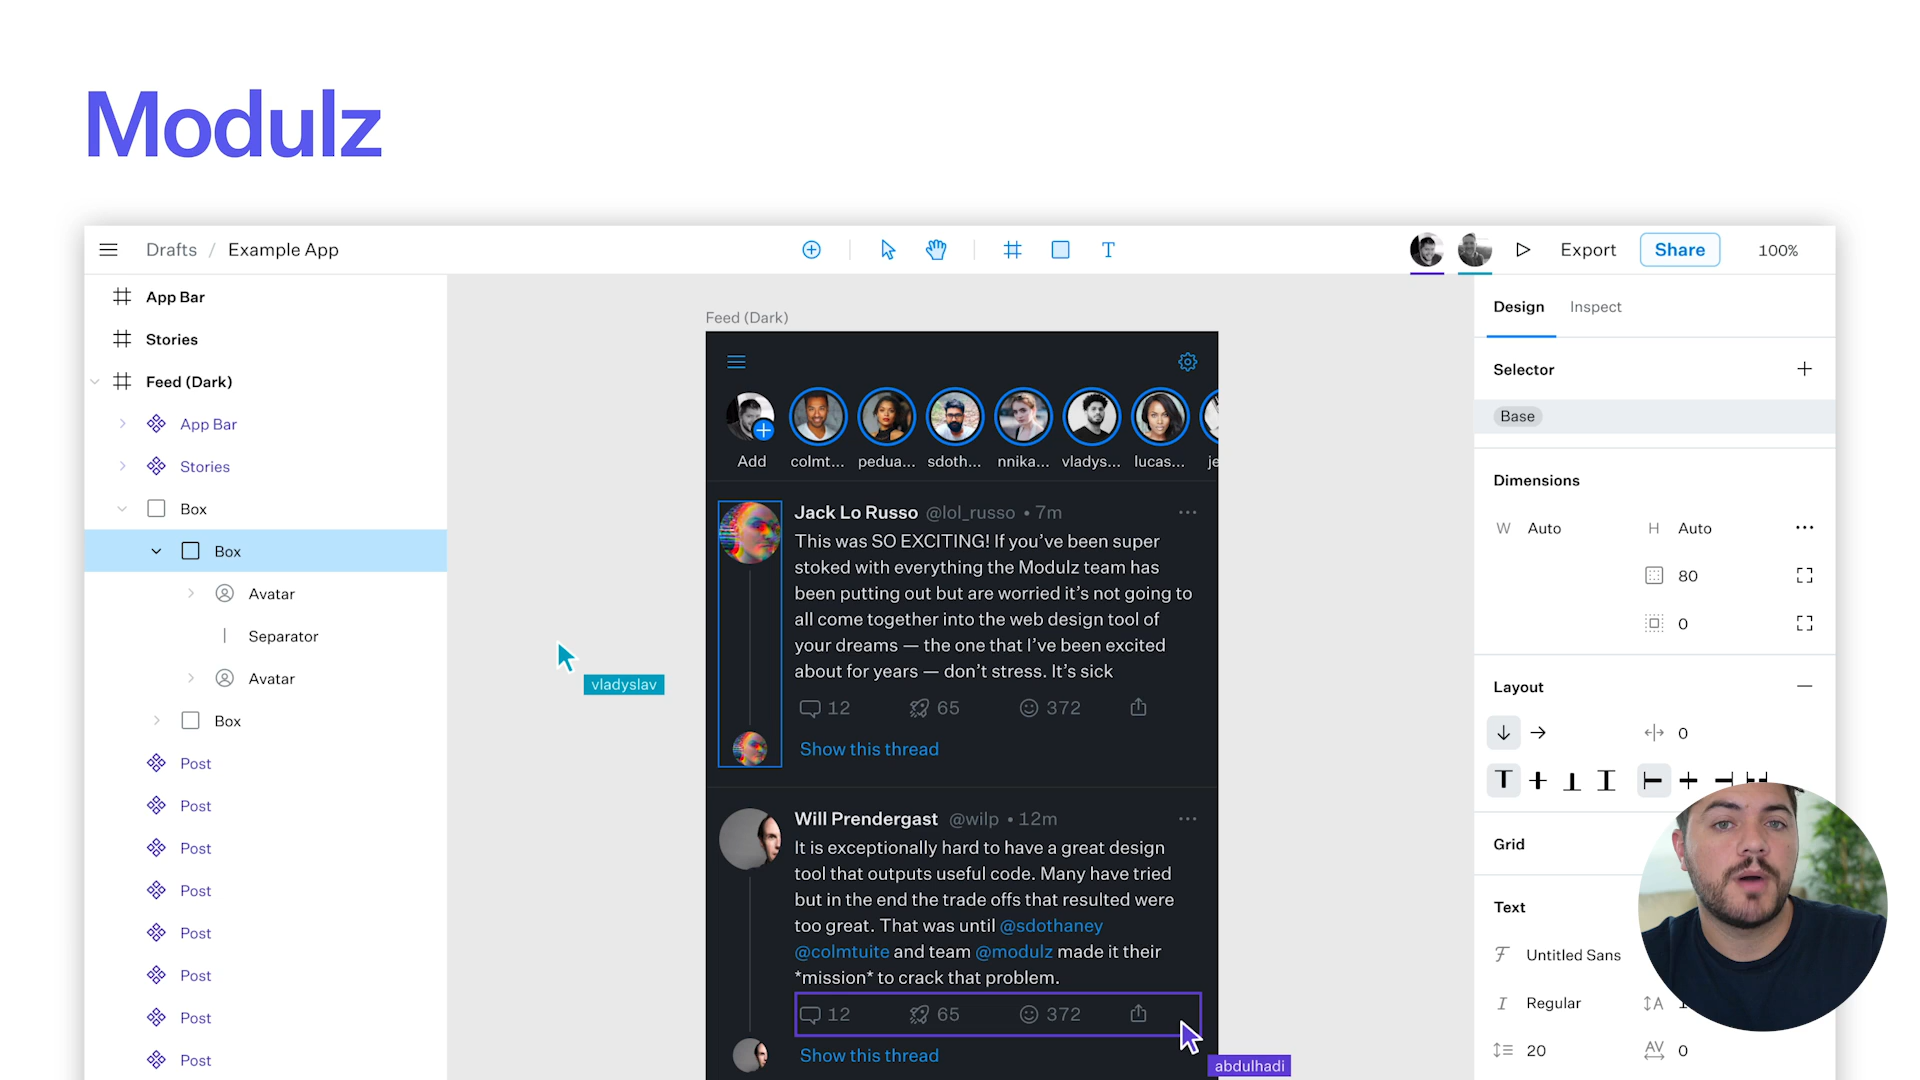 Modulz
Drafts / Example App
Export
Share
100%
App Bar
Stories
Feed (Dark)
App Bar
Stories
Box
Box
Avatar
Separator
Avatar
Box
Post
Post
Post
Post
Post
Post
Post
Post
vladyslav
Feed (Dark)
Add colmt... pedua... sdoth... nnika... vladys... lucas... je
Jack Lo Russo @lol_russo • 7m
This was SO EXCITING! If you've been super
stoked with everything the Modulz team has
been putting out but are worried it's not going to
all come together into the web design tool of
your dreams — the one that I've been excited
about for years — don't stress. It's sick
12 65 372
Show this thread
Will Prendergast @wilp • 12m
It is exceptionally hard to have a great design
tool that outputs useful code. Many have tried
but in the end the trade offs that resulted were
too great. That was until @sdothaney
@colmtuite and team @modulz made it their
*mission* to crack that problem.
12 65 372
Show this thread
abdulhadi
Design Inspect
Selector
Base
Dimensions
W Auto H Auto
80
0
Layout
0
Grid
Text
Untitled Sans
Regular
20 AV 0